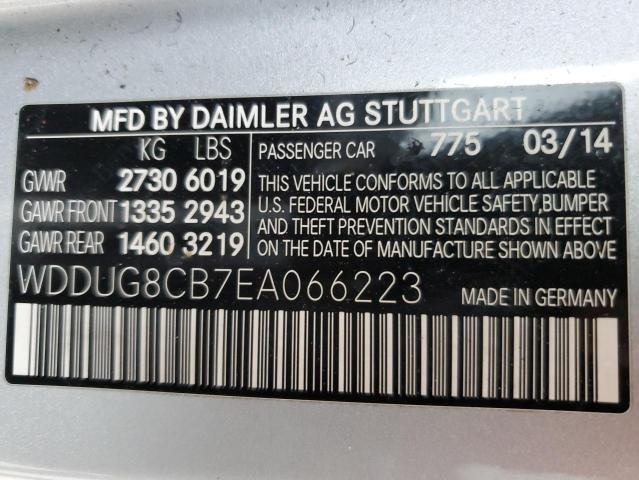 MFD BY DAIMLER AG STUTTGART
KG LBS
GVWR 2730 6019
GAWR FRONT 1335 2943
GAWR REAR 1460 3219
PASSENGER CAR 775 03/14
THIS VEHICLE CONFORMS TO ALL APPLICABLE
U.S. FEDERAL MOTOR VEHICLE SAFETY,BUMPER
AND THEFT PREVENTION STANDARDS IN EFFECT
ON THE DATE OF MANUFACTURE SHOWN ABOVE
WDDUG8CB7EA066223
MADE IN GERMANY